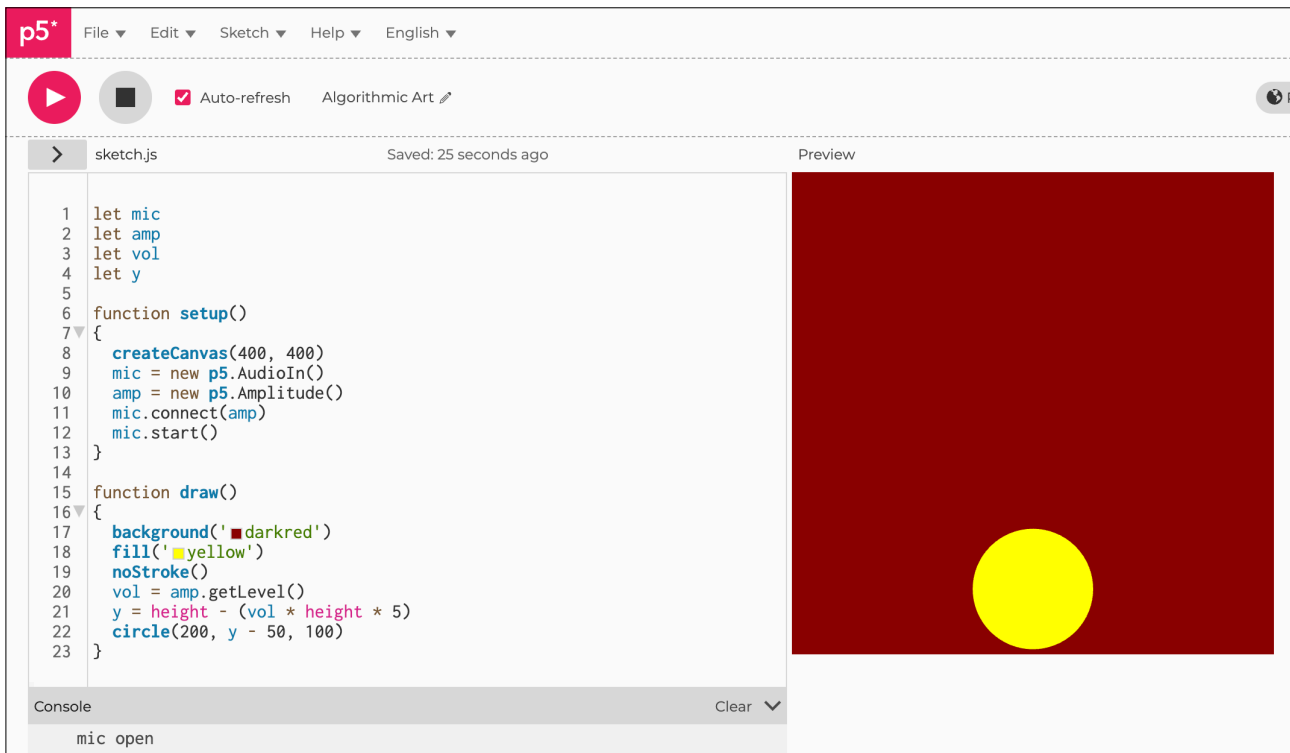 p5* File Edit Sketch Help English
Auto-refresh Algorithmic Art
sketch.js Saved: 25 seconds ago Preview
1 let mic
2 let amp
3 let vol
4 let y
5
6 function setup()
7 {
8 createCanvas(400, 400)
9 mic = new p5.AudioIn()
10 amp = new p5.Amplitude()
11 mic.connect(amp)
12 mic.start()
13 }
14
15 function draw()
16 {
17 background('darkred')
18 fill('yellow')
19 noStroke()
20 vol = amp.getLevel()
21 y = height - (vol * height * 5)
22 circle(200, y - 50, 100)
23 }
Console Clear
mic open